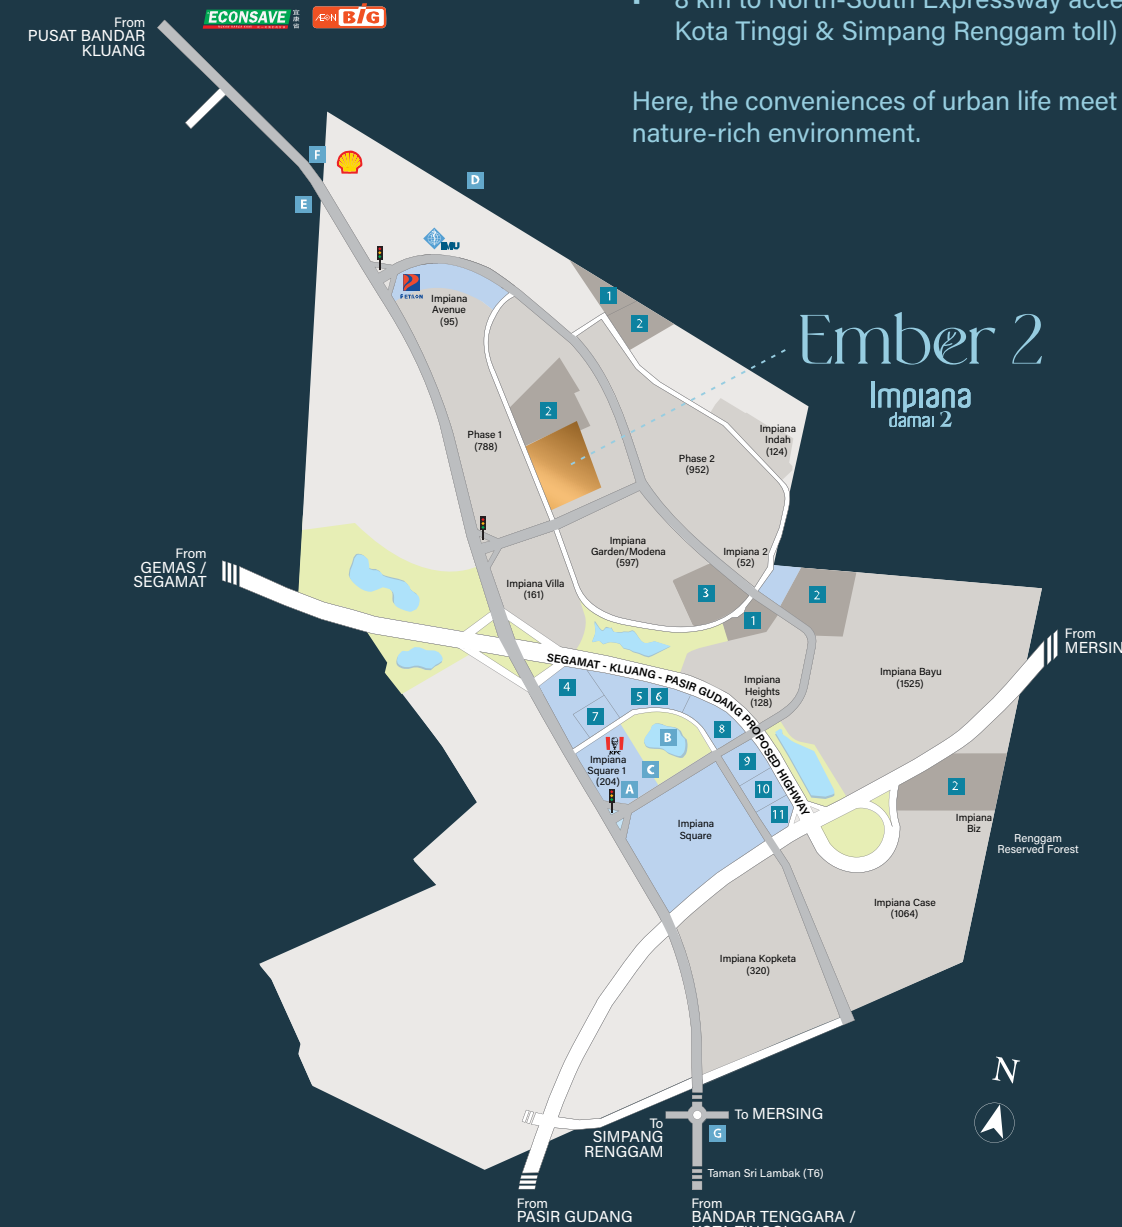 From
PUSAT BANDAR
KLUANG
ECONSAVE
ÆON BiG
8 km to North-South Expressway acce
Kota Tinggi & Simpang Renggam toll)
Here, the conveniences of urban life meet
nature-rich environment.
F
E
D
PETRON
Impiana
Avenue
(95)
1
2
Ember 2
Impiana
damai 2
2
Phase 1
(788)
Phase 2
(952)
Impiana
Indah
(124)
From
GEMAS /
SEGAMAT
Impiana
Garden/Modena
(597)
Impiana 2
(52)
Impiana Villa
(161)
3
1
2
From
MERSIN
SEGAMAT - KLUANG - PASIR GUDANG PROPOSED HIGHWAY
Impiana
Heights
(128)
Impiana Bayu
(1525)
4
5
6
7
8
9
10
11
B
C
A
KFC
Impiana
Square 1
(204)
Impiana
Square
2
Impiana
Biz
Renggam
Reserved Forest
Impiana Case
(1064)
Impiana Kopketa
(320)
N
To
SIMPANG
RENGGAM
To MERSING
G
Taman Sri Lambak (T6)
From
PASIR GUDANG
From
BANDAR TENGGARA /